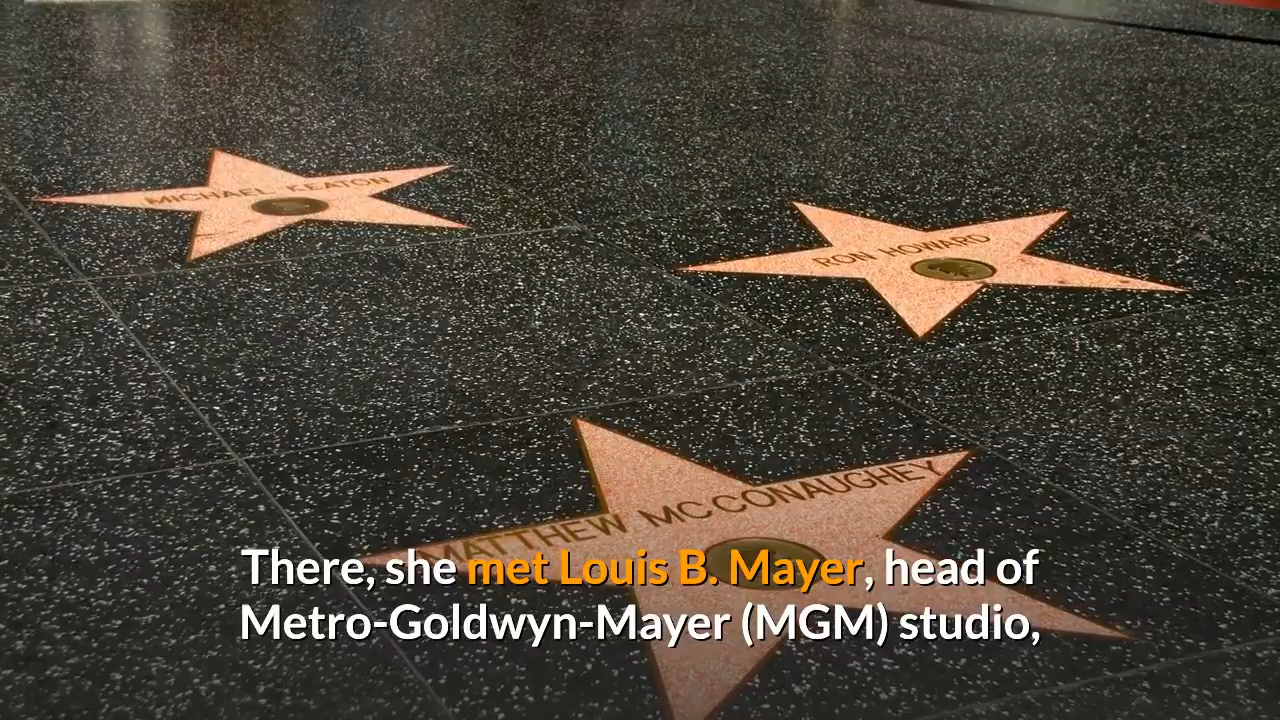 MICHAEL KEATON
RON HOWARD
MATTHEW MCCONAUGHEY
There, she met Louis B. Mayer, head of
Metro-Goldwyn-Mayer (MGM) studio,